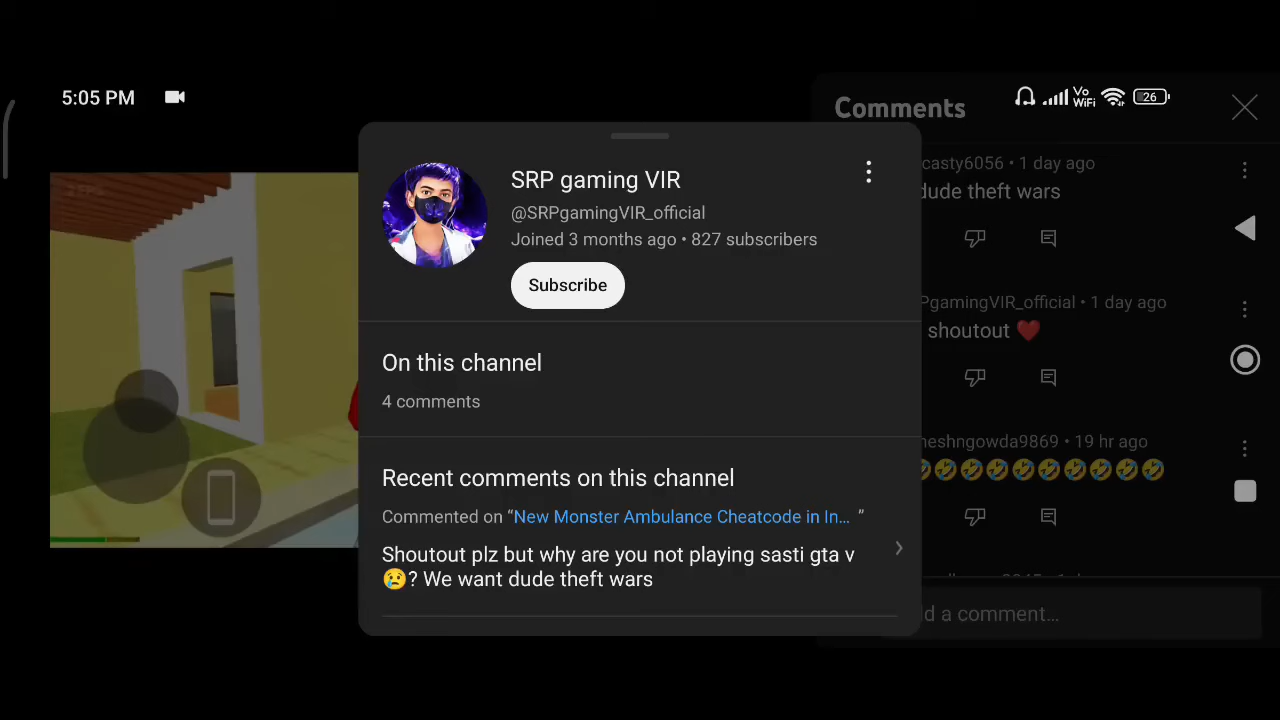 5:05 PM
Vo
WiFi
26
Comments
casty6056 • 1 day ago
dude theft wars
SRP gaming VIR
@SRPgamingVIR_official
Joined 3 months ago • 827 subscribers
Subscribe
PgamingVIR_official • 1 day ago
shoutout ❤️
On this channel
4 comments
eshngowda9869 • 19 hr ago
🤣🤣🤣🤣🤣🤣🤣🤣🤣🤣
Recent comments on this channel
Commented on “New Monster Ambulance Cheatcode in In... ”
Shoutout plz but why are you not playing sasti gta v
😢? We want dude theft wars
d a comment...